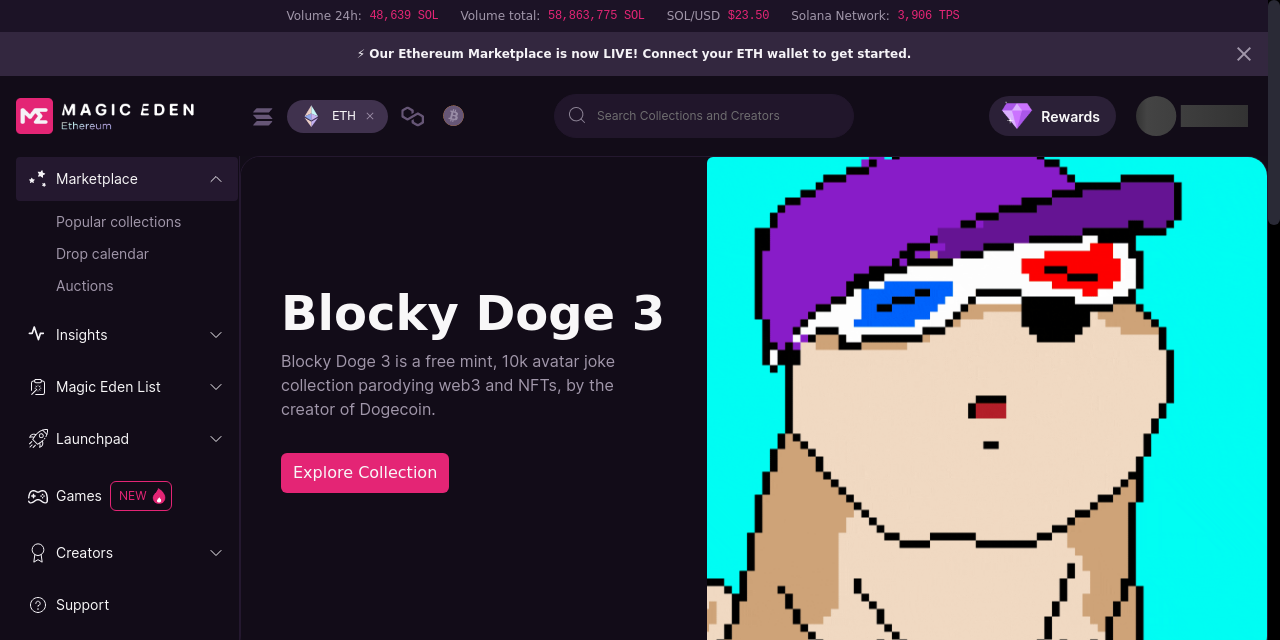 Volume 24h: 48,639 SOL Volume total: 58,863,775 SOL SOL/USD $23.50 Solana Network: 3,906 TPS
⚡ Our Ethereum Marketplace is now LIVE! Connect your ETH wallet to get started.
ME MAGIC EDEN
Ethereum
ETH
Search Collections and Creators
Rewards
Marketplace
Popular collections
Drop calendar
Auctions
Insights
Magic Eden List
Launchpad
Games NEW
Creators
Support
Blocky Doge 3
Blocky Doge 3 is a free mint, 10k avatar joke
collection parodying web3 and NFTs, by the
creator of Dogecoin.
Explore Collection